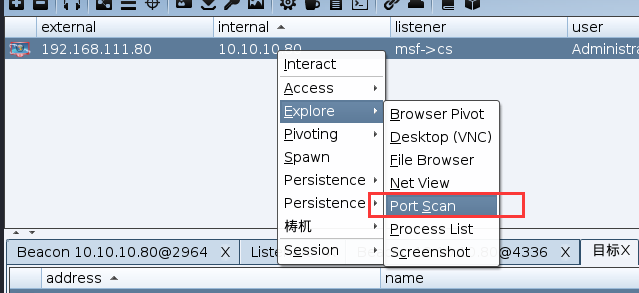 external internal listener user
192.168.111.80 10.10.10.80 msf->cs Administra
Interact
Access
Explore
Pivoting
Spawn
Persistence
Persistence
梼杌
Session
Browser Pivot
Desktop (VNC)
File Browser
Net View
Port Scan
Process List
Screenshot
Beacon 10.10.10.80@2964 X Liste .80@4336 X 目标X
address name